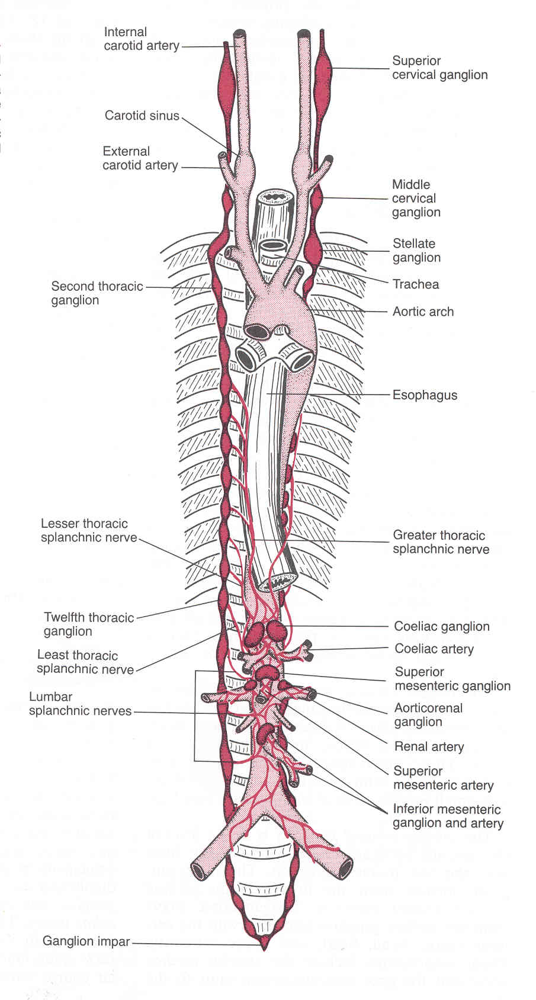 Internal
carotid artery
Superior
cervical ganglion
Carotid sinus
External
carotid artery
Middle
cervical
ganglion
Stellate
ganglion
Trachea
Second thoracic
ganglion
Aortic arch
Esophagus
Lesser thoracic
splanchnic nerve
Greater thoracic
splanchnic nerve
Twelfth thoracic
ganglion
Coeliac ganglion
Coeliac artery
Least thoracic
splanchnic nerve
Superior
mesenteric ganglion
Lumbar
splanchnic nerves
Aorticorenal
ganglion
Renal artery
Superior
mesenteric artery
Inferior mesenteric
ganglion and artery
Ganglion impar